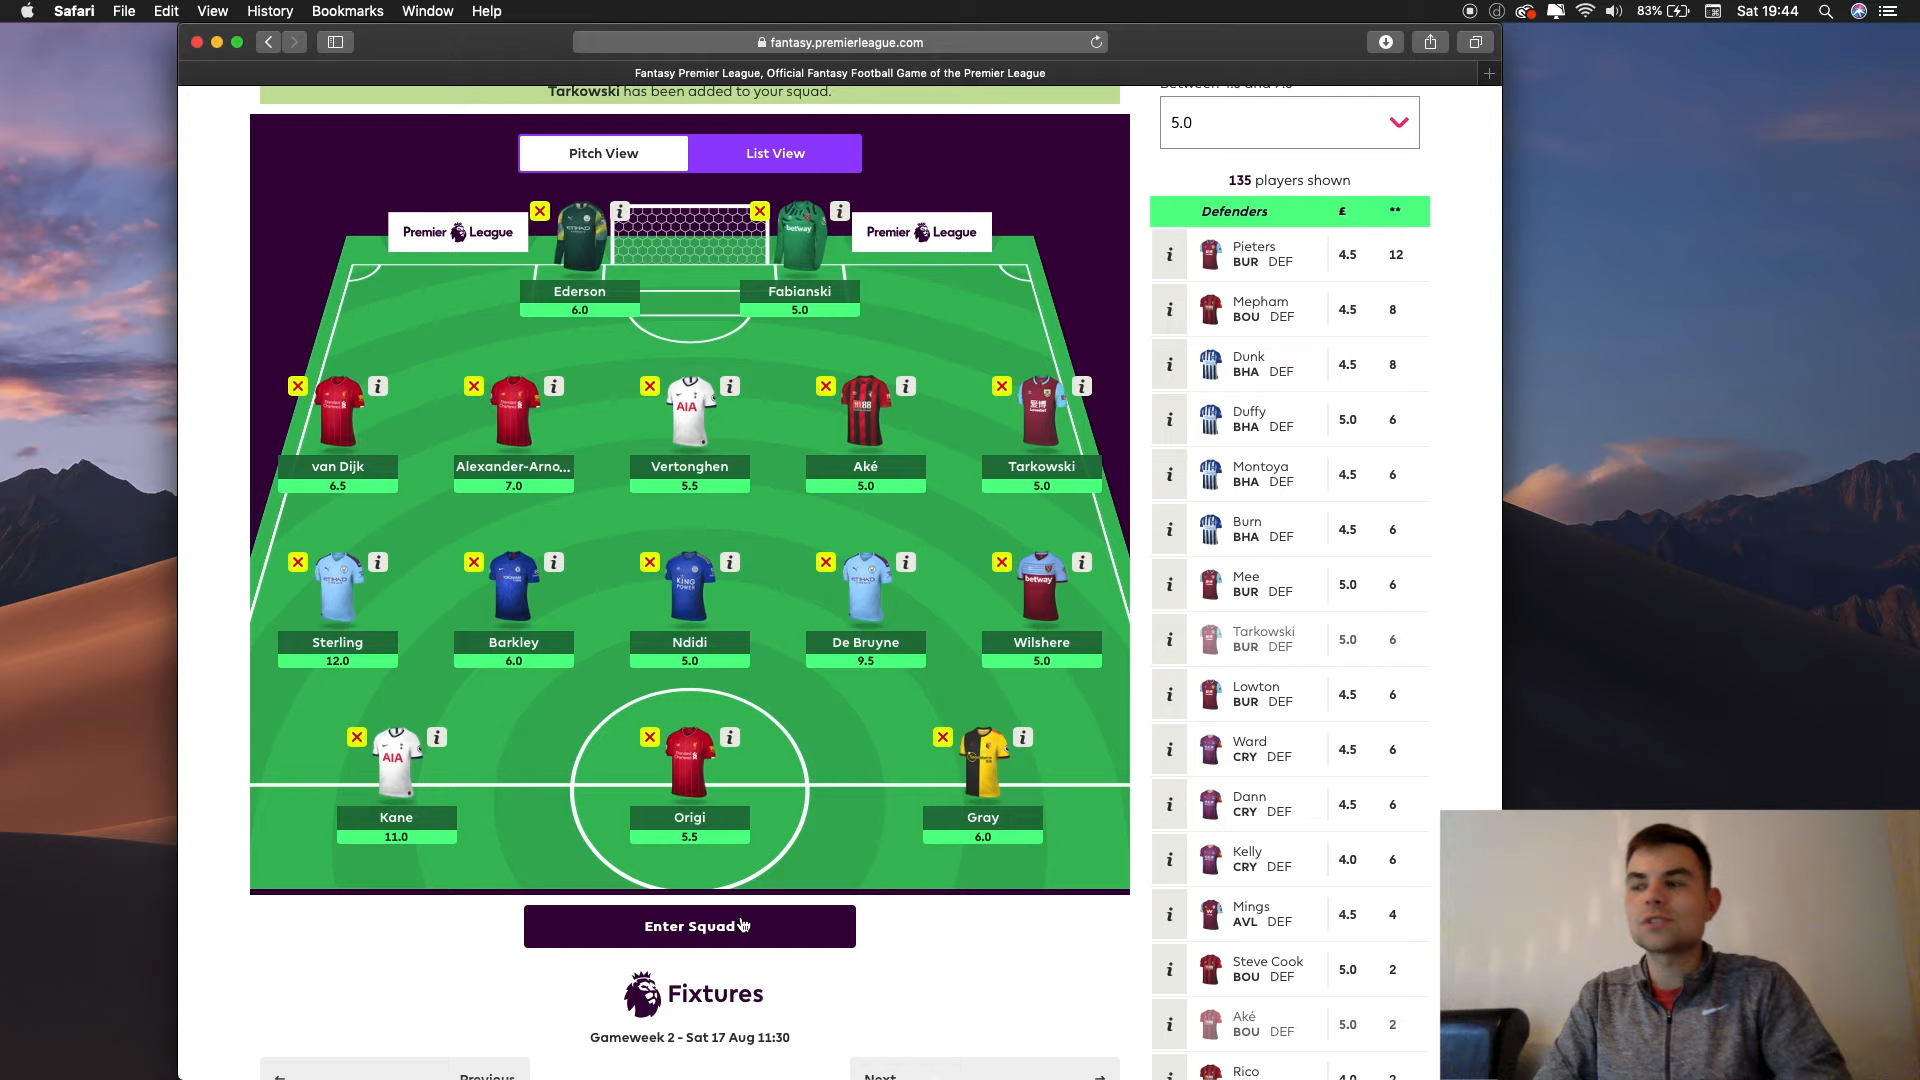 Safari File Edit View History Bookmarks Window Help
83% Sat 19:44
fantasy.premierleague.com
Fantasy Premier League, Official Fantasy Football Game of the Premier League
Tarkowski has been added to your squad.
5.0
Pitch View
List View
135 players shown
Defenders £ **
Premier League
Premier League
ETIHAD
betway
Ederson
6.0
Fabianski
5.0
AIA
van Dijk
6.5
Alexander-Arno...
7.0
Vertonghen
5.5
Aké
5.0
Tarkowski
5.0
ETIHAD
KING
POWER
ETIHAD
betway
Sterling
12.0
Barkley
6.0
Ndidi
5.0
De Bruyne
9.5
Wilshere
5.0
AIA
Kane
11.0
Origi
5.5
Gray
6.0
Enter Squad
Fixtures
Gameweek 2 - Sat 17 Aug 11:30
Previous
Next
Pieters
BUR DEF 4.5 12
Mepham
BOU DEF 4.5 8
Dunk
BHA DEF 4.5 8
Duffy
BHA DEF 5.0 6
Montoya
BHA DEF 4.5 6
Burn
BHA DEF 4.5 6
Mee
BUR DEF 5.0 6
Tarkowski
BUR DEF 5.0 6
Lowton
BUR DEF 4.5 6
Ward
CRY DEF 4.5 6
Dann
CRY DEF 4.5 6
Kelly
CRY DEF 4.0 6
Mings
AVL DEF 4.5 4
Steve Cook
BOU DEF 5.0 2
Aké
BOU DEF 5.0 2
Rico